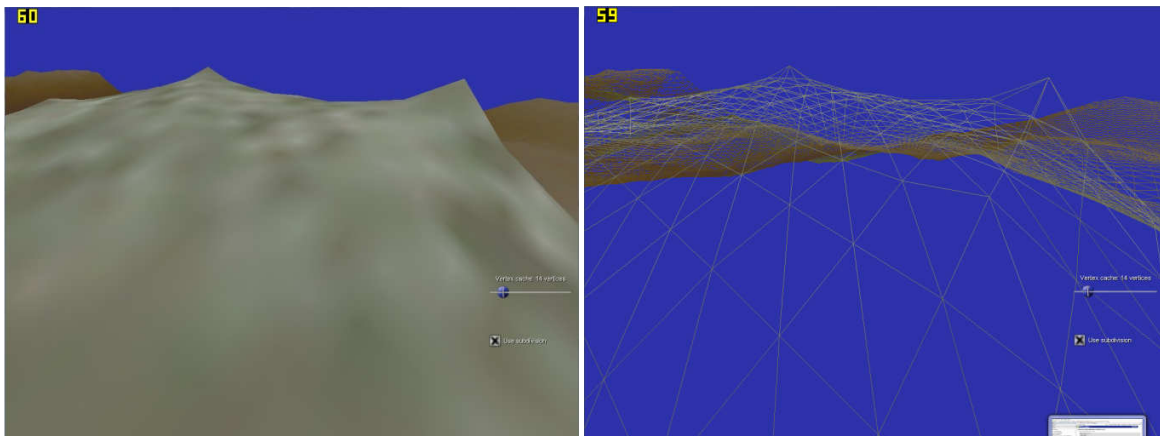 60
Vertex cache: 14 vertices
Use subdivision
59
Vertex cache: 14 vertices
Use subdivision